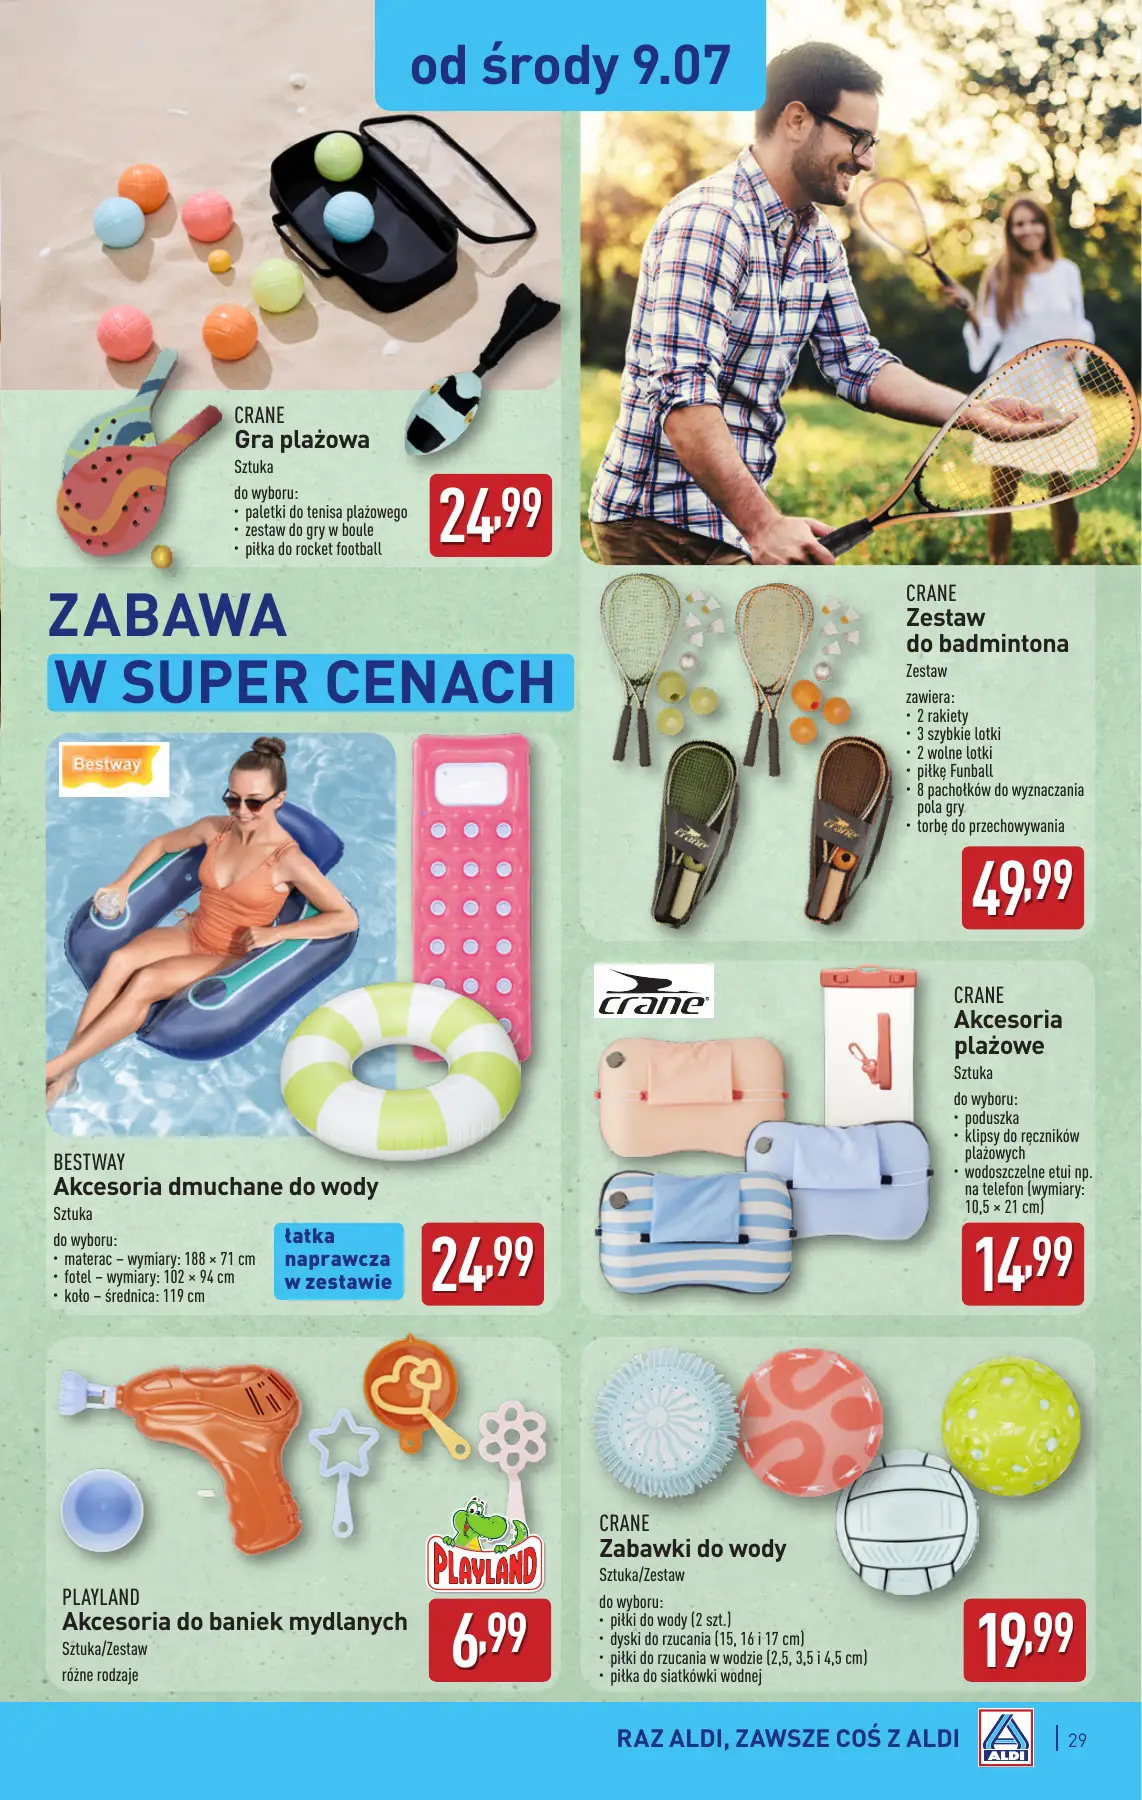 od środy 9.07
CRANE
Gra plażowa
Sztuka
do wyboru:
• paletki do tenisa plażowego
• zestaw do gry w boule
• piłka do rocket football
24,99
ZABAWA
W SUPER CENACH
CRANE
Zestaw
do badmintona
Zestaw
zawiera:
• 2 rakiety
• 3 szybkie lotki
• 2 wolne lotki
• piłkę Funball
• 8 pachołków do wyznaczania
pola gry
• torbę do przechowywania
crane
crane
49,99
Bestway
BESTWAY
Akcesoria dmuchane do wody
Sztuka
do wyboru:
• materac – wymiary: 188 × 71 cm
• fotel – wymiary: 102 × 94 cm
• koło – średnica: 119 cm
łatka
naprawcza
w zestawie
24,99
crane®
CRANE
Akcesoria
plażowe
Sztuka
do wyboru:
• poduszka
• klipsy do ręczników
plażowych
• wodoszczelne etui np.
na telefon (wymiary:
10,5 × 21 cm)
14,99
PLAYLAND
PLAYLAND
Akcesoria do baniek mydlanych
Sztuka/Zestaw
różne rodzaje
6,99
CRANE
Zabawki do wody
Sztuka/Zestaw
do wyboru:
• piłki do wody (2 szt.)
• dyski do rzucania (15, 16 i 17 cm)
• piłki do rzucania w wodzie (2,5, 3,5 i 4,5 cm)
• piłka do siatkówki wodnej
19,99
RAZ ALDI, ZAWSZE COŚ Z ALDI
ALDI
29